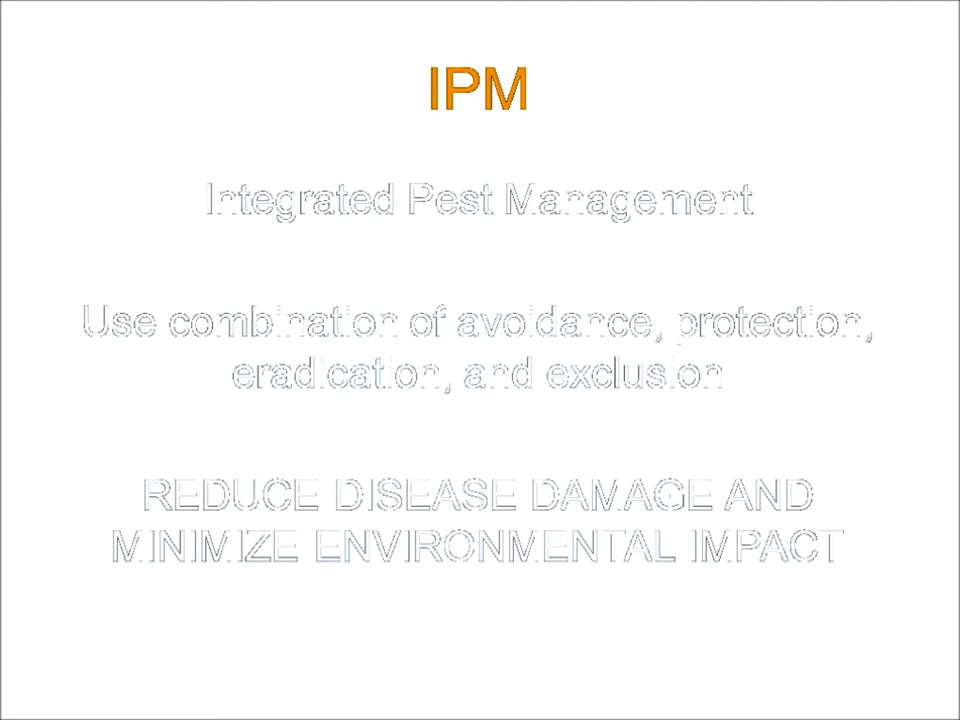 IPM
Integrated Pest Management
Use combination of avoidance, protection,
eradication, and exclusion
REDUCE DISEASE DAMAGE AND
MINIMIZE ENVIRONMENTAL IMPACT